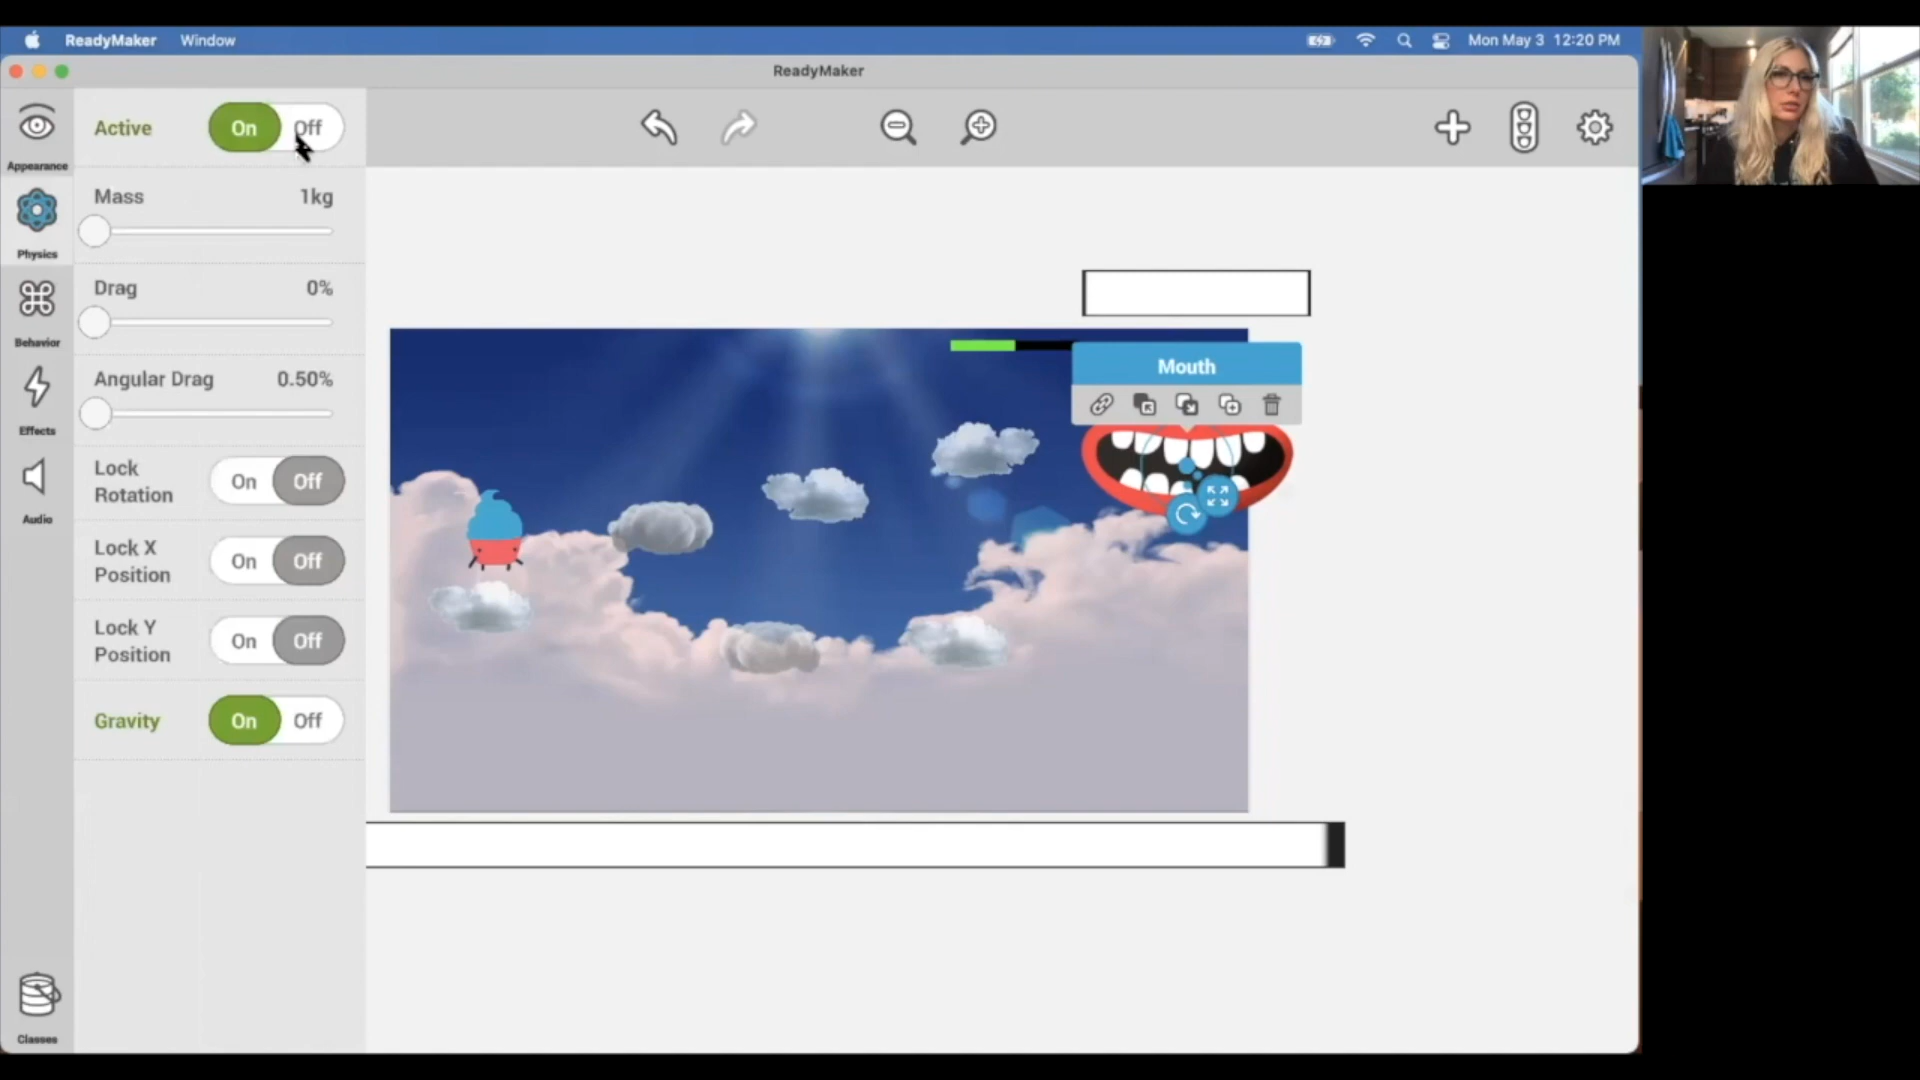 ReadyMaker Window Mon May 3 12:20 PM
ReadyMaker
Appearance
Physics
Behavior
Effects
Audio
Classes
Active On Off
Mass 1kg
Drag 0%
Angular Drag 0.50%
Lock
Rotation On Off
Lock X
Position On Off
Lock Y
Position On Off
Gravity On Off
Mouth